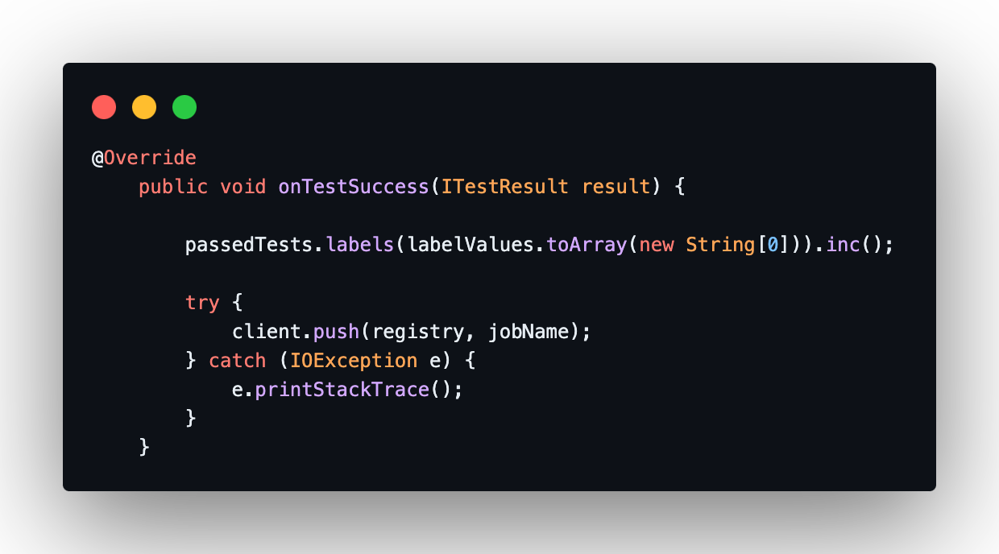 @Override
    public void onTestSuccess(ITestResult result) {

        passedTests.labels(labelValues.toArray(new String[0])).inc();

        try {
            client.push(registry, jobName);
        } catch (IOException e) {
            e.printStackTrace();
        }
    }